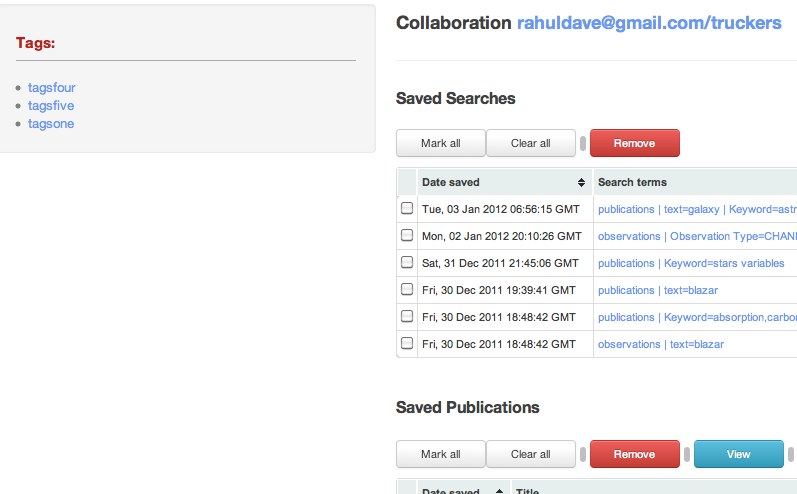 Tags:
tagsfour
tagsfive
tagsone
Collaboration rahuldave@gmail.com/truckers
Saved Searches
Mark all Clear all Remove
Date saved Search terms
Tue, 03 Jan 2012 06:56:15 GMT publications | text=galaxy | Keyword=astr
Mon, 02 Jan 2012 20:10:26 GMT observations | Observation Type=CHAN
Sat, 31 Dec 2011 21:45:06 GMT publications | Keyword=stars variables
Fri, 30 Dec 2011 19:39:41 GMT publications | text=blazar
Fri, 30 Dec 2011 18:48:42 GMT publications | Keyword=absorption,carbo
Fri, 30 Dec 2011 18:48:42 GMT observations | text=blazar
Saved Publications
Mark all Clear all Remove View
Date saved Title